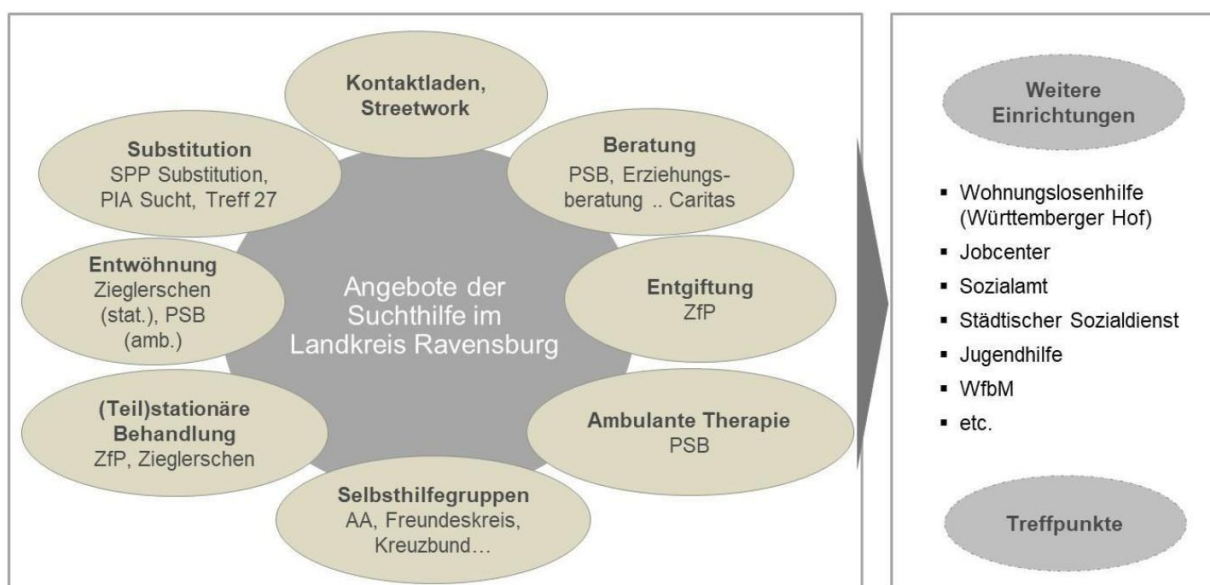 Kontaktladen,
Streetwork
Substitution
SPP Substitution,
PIA Sucht, Treff 27
Beratung
PSB, Erziehungs-
beratung .. Caritas
Entwöhnung
Zieglerschen
(stat.), PSB
(amb.)
Angebote der
Suchthilfe im
Landkreis Ravensburg
Entgiftung
ZfP
(Teil)stationäre
Behandlung
ZfP, Zieglerschen
Ambulante Therapie
PSB
Selbsthilfegruppen
AA, Freundeskreis,
Kreuzbund...
Weitere
Einrichtungen
▪ Wohnungslosenhilfe
(Württemberger Hof)
▪ Jobcenter
▪ Sozialamt
▪ Städtischer Sozialdienst
▪ Jugendhilfe
▪ WfbM
▪ etc.
Treffpunkte